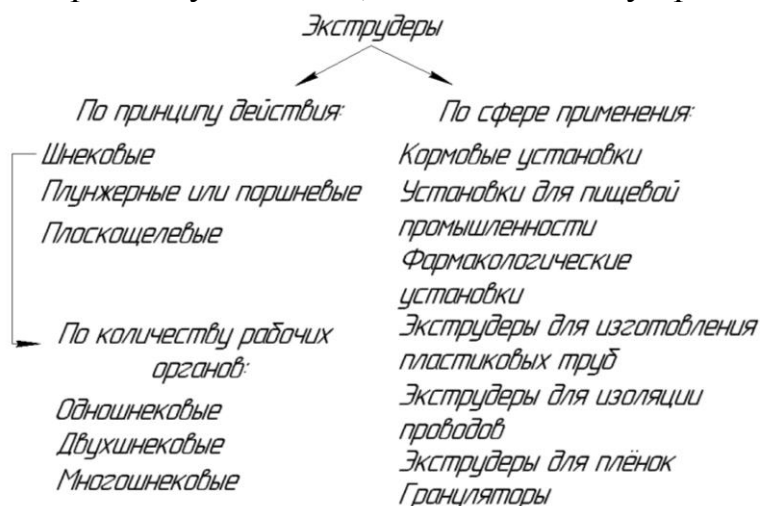 Экструдеры
По принципу действия:
Шнековые
Плунжерные или поршневые
Плоскощелевые
По количеству рабочих
органов:
Одношнековые
Двухшнековые
Многошнековые
По сфере применения:
Кормовые установки
Установки для пищевой
промышленности
Фармакологические
установки
Экструдеры для изготовления
пластиковых труб
Экструдеры для изоляции
проводов
Экструдеры для плёнок
Грануляторы